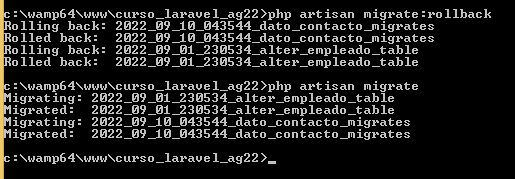 c:\wamp64\www\curso_laravel_ag22>php artisan migrate:rollback
Rolling back: 2022_09_10_043544_dato_contacto_migrates
Rolled back: 2022_09_10_043544_dato_contacto_migrates
Rolling back: 2022_09_01_230534_alter_empleado_table
Rolled back: 2022_09_01_230534_alter_empleado_table
c:\wamp64\www\curso_laravel_ag22>php artisan migrate
Migrating: 2022_09_01_230534_alter_empleado_table
Migrated:  2022_09_01_230534_alter_empleado_table
Migrating: 2022_09_10_043544_dato_contacto_migrates
Migrated:  2022_09_10_043544_dato_contacto_migrates
c:\wamp64\www\curso_laravel_ag22>_